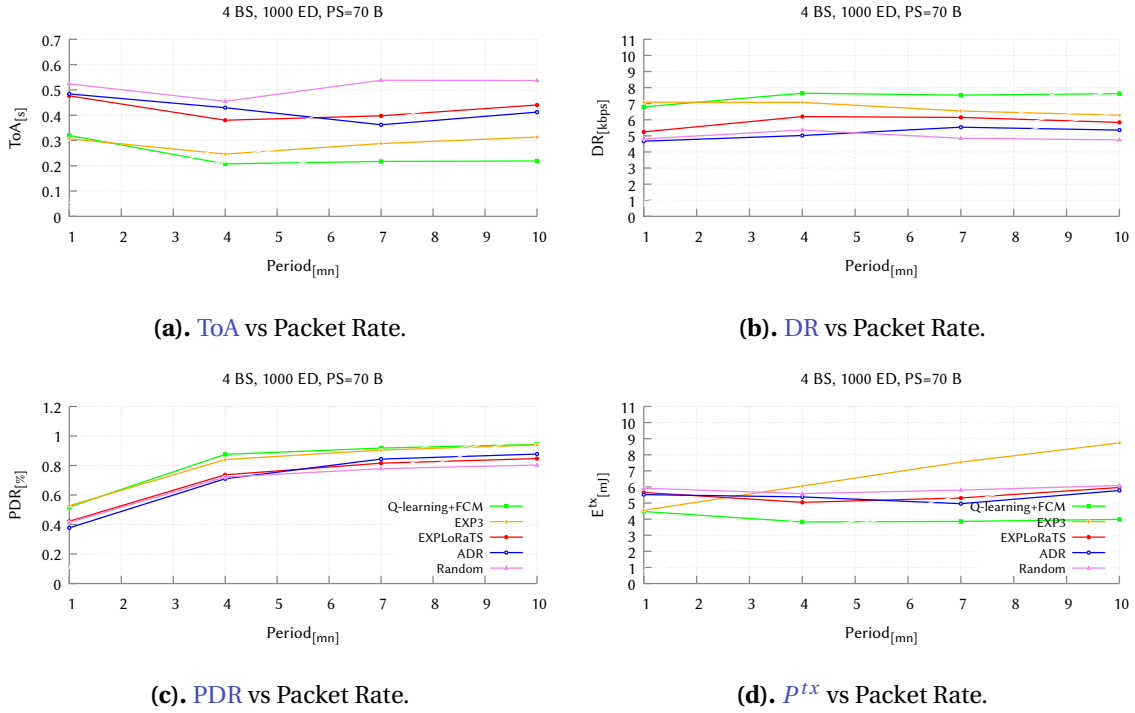 4 BS, 1000 ED, PS=70 B
ToA[s]
0.7
0.6
0.5
0.4
0.3
0.2
0.1
0
1 2 3 4 5 6 7 8 9 10
Period[mn]
(a). ToA vs Packet Rate.
4 BS, 1000 ED, PS=70 B
DR[kbps]
11
10
9
8
7
6
5
4
3
2
1
0
1 2 3 4 5 6 7 8 9 10
Period[mn]
(b). DR vs Packet Rate.
4 BS, 1000 ED, PS=70 B
PDR[%]
1.2
1
0.8
0.6
0.4
0.2
0
Q-learning+FCM
EXP3
EXPLoRaTS
ADR
Random
1 2 3 4 5 6 7 8 9 10
Period[mn]
(c). PDR vs Packet Rate.
4 BS, 1000 ED, PS=70 B
E^tx[mJ]
11
10
9
8
7
6
5
4
3
2
1
0
Q-learning+FCM
EXP3
EXPLoRaTS
ADR
Random
1 2 3 4 5 6 7 8 9 10
Period[mn]
(d). P^tx vs Packet Rate.